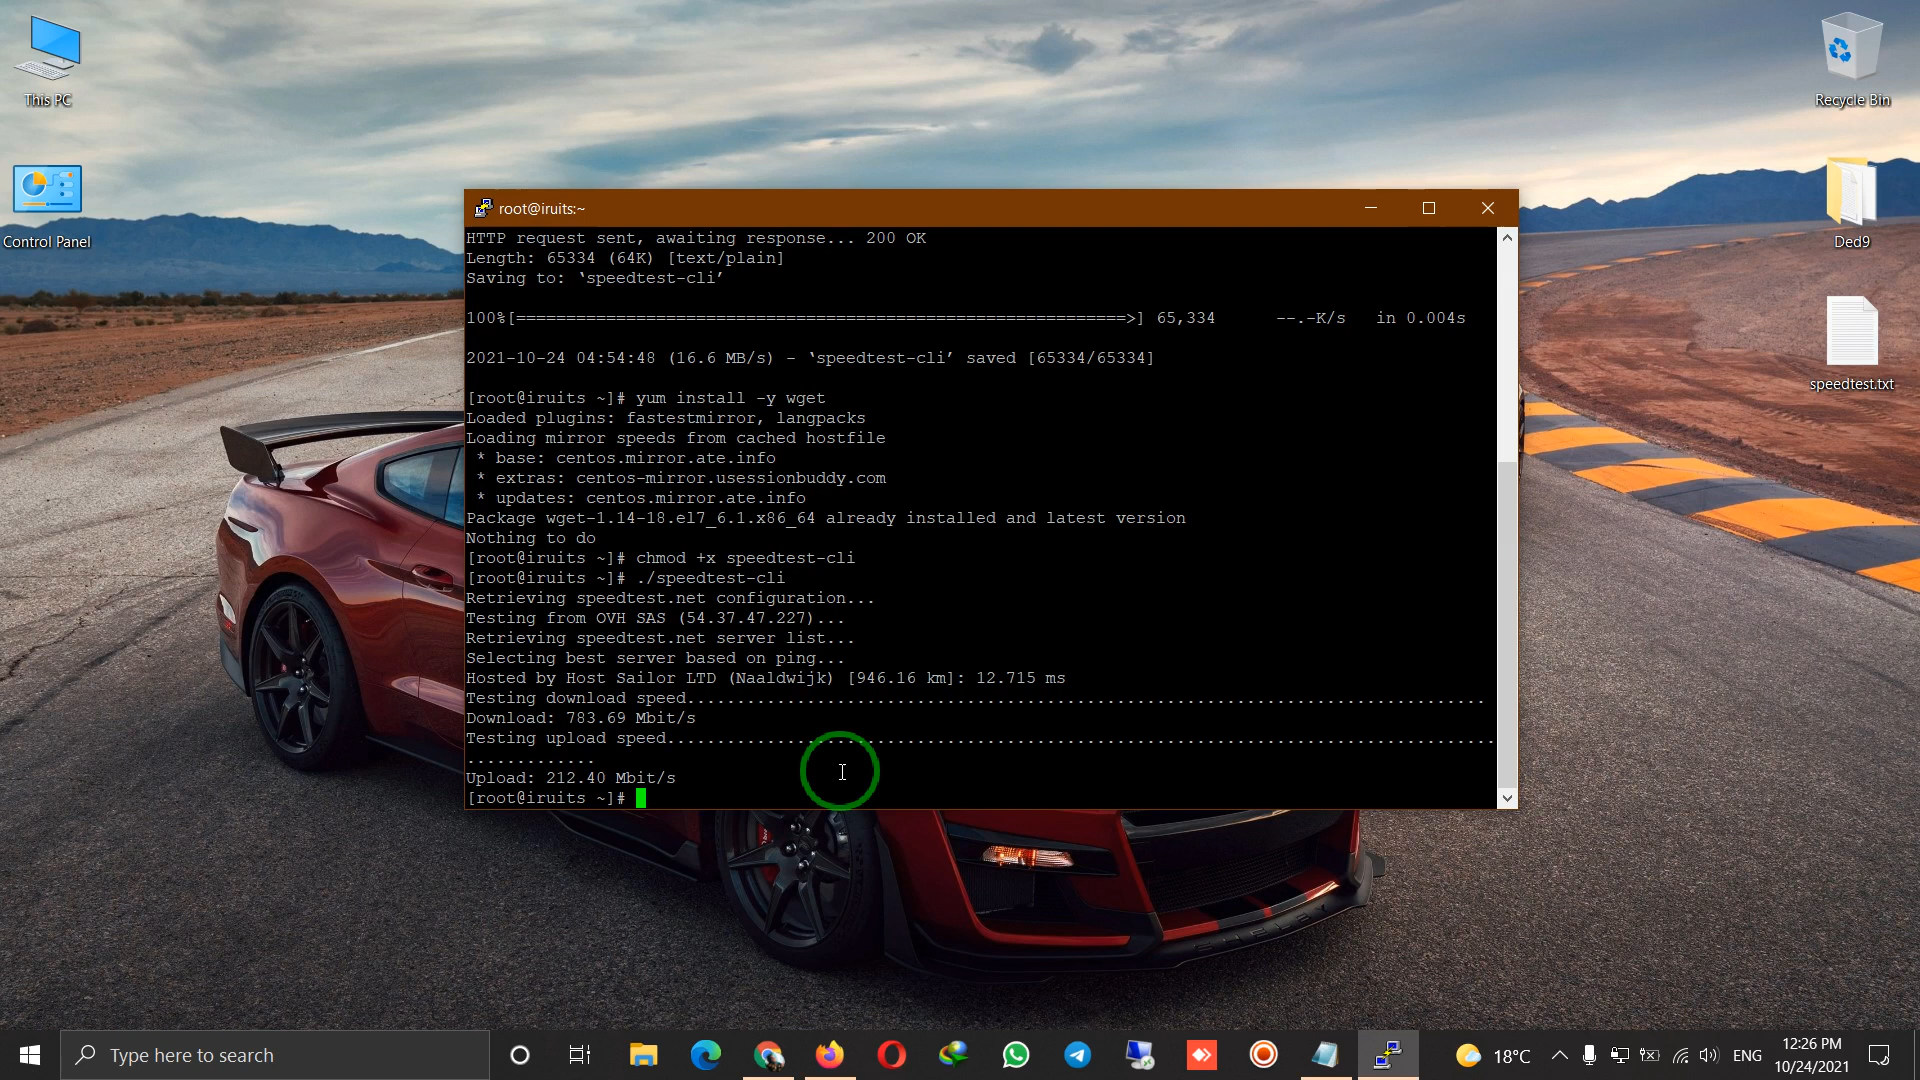 This PC
Control Panel
Recycle Bin
Ded9
speedtest.txt
root@iruits:~
HTTP request sent, awaiting response... 200 OK
Length: 65334 (64K) [text/plain]
Saving to: ‘speedtest-cli’
100%[=============================================================>] 65,334      --.-K/s   in 0.004s
2021-10-24 04:54:48 (16.6 MB/s) - ‘speedtest-cli’ saved [65334/65334]
[root@iruits ~]# yum install -y wget
Loaded plugins: fastestmirror, langpacks
Loading mirror speeds from cached hostfile
* base: centos.mirror.ate.info
* extras: centos-mirror.usessionbuddy.com
* updates: centos.mirror.ate.info
Package wget-1.14-18.el7_6.1.x86_64 already installed and latest version
Nothing to do
[root@iruits ~]# chmod +x speedtest-cli
[root@iruits ~]# ./speedtest-cli
Retrieving speedtest.net configuration...
Testing from OVH SAS (54.37.47.227)...
Retrieving speedtest.net server list...
Selecting best server based on ping...
Hosted by Host Sailor LTD (Naaldwijk) [946.16 km]: 12.715 ms
Testing download speed................................................................................
Download: 783.69 Mbit/s
Testing upload speed...................................................................................
.............
Upload: 212.40 Mbit/s
[root@iruits ~]#
SHELBY
Type here to search
18°C
ENG
12:26 PM
10/24/2021